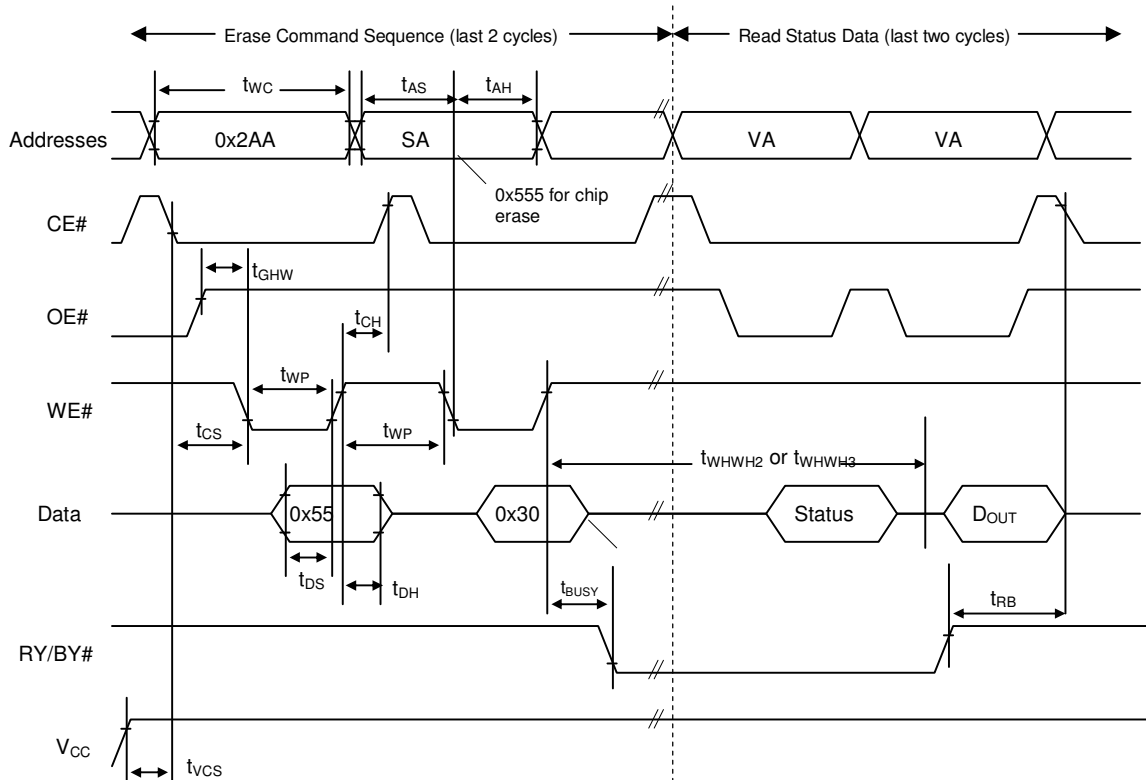 Erase Command Sequence (last 2 cycles) Read Status Data (last two cycles)
tWC tAS tAH
Addresses 0x2AA SA VA VA
0x555 for chip
erase
CE#
tGHW
OE#
tCH
tWP
WE#
tCS tWP
tWHWH2 or tWHWH3
Data 0x55 0x30 Status DOUT
tDS tDH tBUSY tRB
RY/BY#
VCC
tVCS